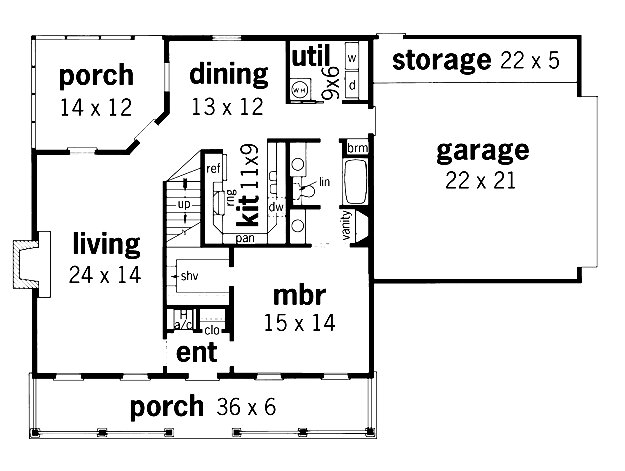 util
w
storage 22 x 5
porch
dining
9x6
d
14 x 12
13 x 12
WH
brm
garage
ref
kit 11x9
22 x 21
rng
lin
up
dw
living
vanity
pan
24 x 14
shv
mbr
H
a/c
clo
15 x 14
ent
porch 36 x 6